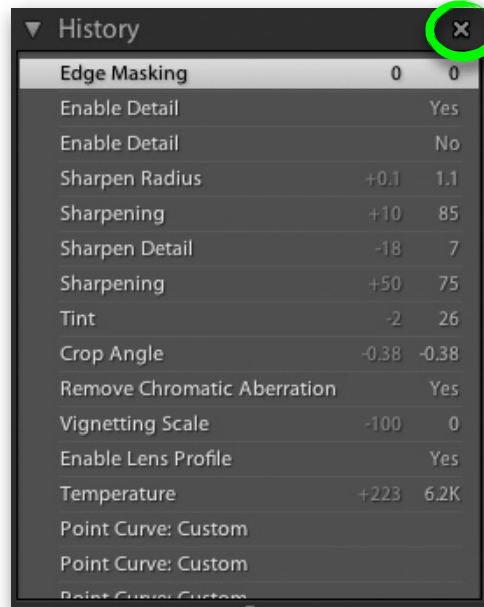 History
Edge Masking 0 0
Enable Detail Yes
Enable Detail No
Sharpen Radius +0.1 1.1
Sharpening +10 85
Sharpen Detail -18 7
Sharpening +50 75
Tint -2 26
Crop Angle -0.38 -0.38
Remove Chromatic Aberration Yes
Vignetting Scale -100 0
Enable Lens Profile Yes
Temperature +223 6.2K
Point Curve: Custom
Point Curve: Custom
Point Curve: Custom